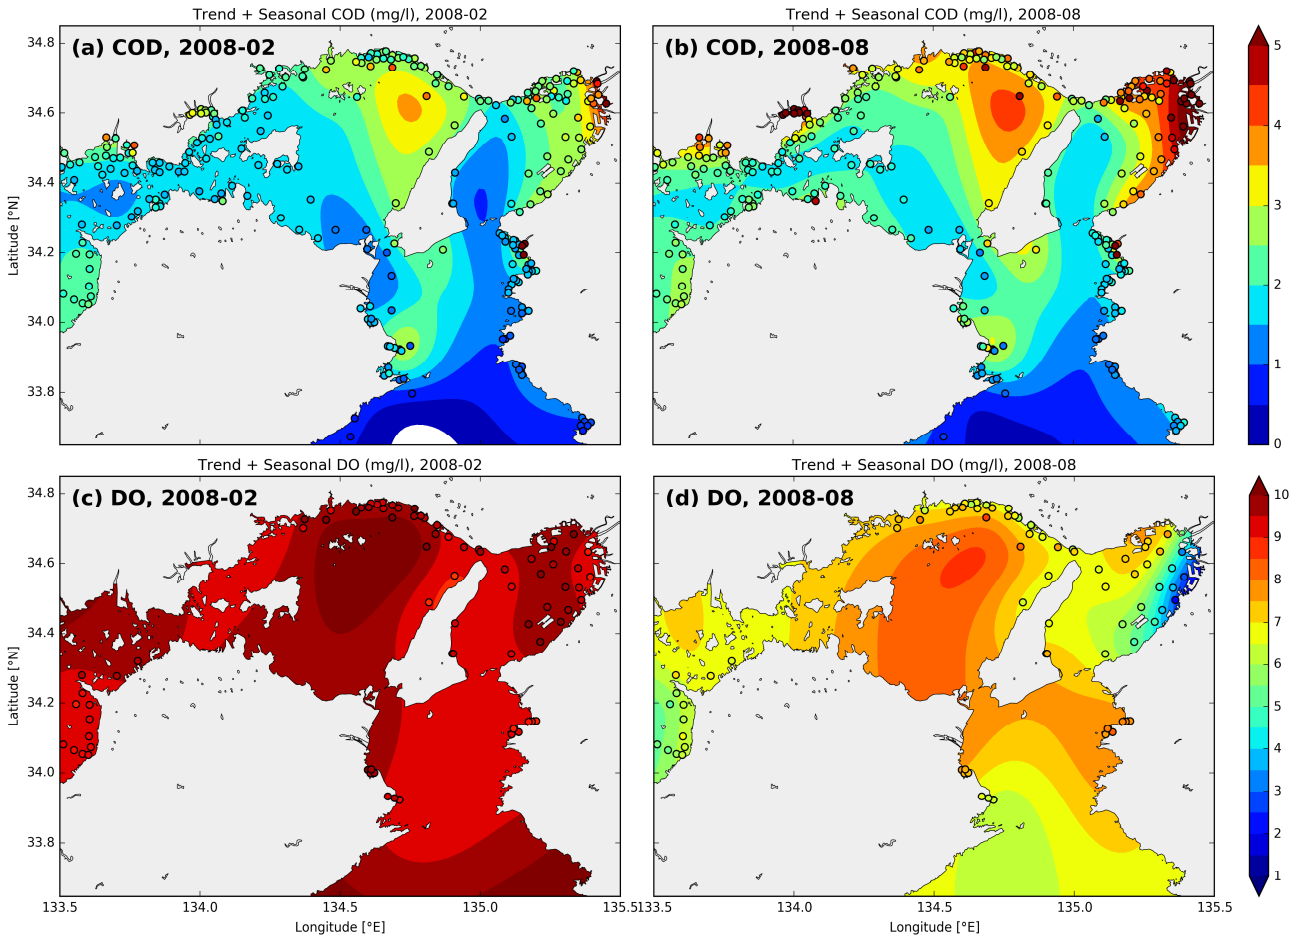 Trend + Seasonal COD (mg/l), 2008-02
Trend + Seasonal COD (mg/l), 2008-08
(a) COD, 2008-02
(b) COD, 2008-08
34.8
34.6
34.4
34.2
34.0
33.8
Latitude [°N]
5
4
3
2
1
0
Trend + Seasonal DO (mg/l), 2008-02
Trend + Seasonal DO (mg/l), 2008-08
(c) DO, 2008-02
(d) DO, 2008-08
34.8
34.6
34.4
34.2
34.0
33.8
Latitude [°N]
10
9
8
7
6
5
4
3
2
1
133.5 134.0 134.5 135.0 135.5
133.5 134.0 134.5 135.0 135.5
Longitude [°E]
Longitude [°E]